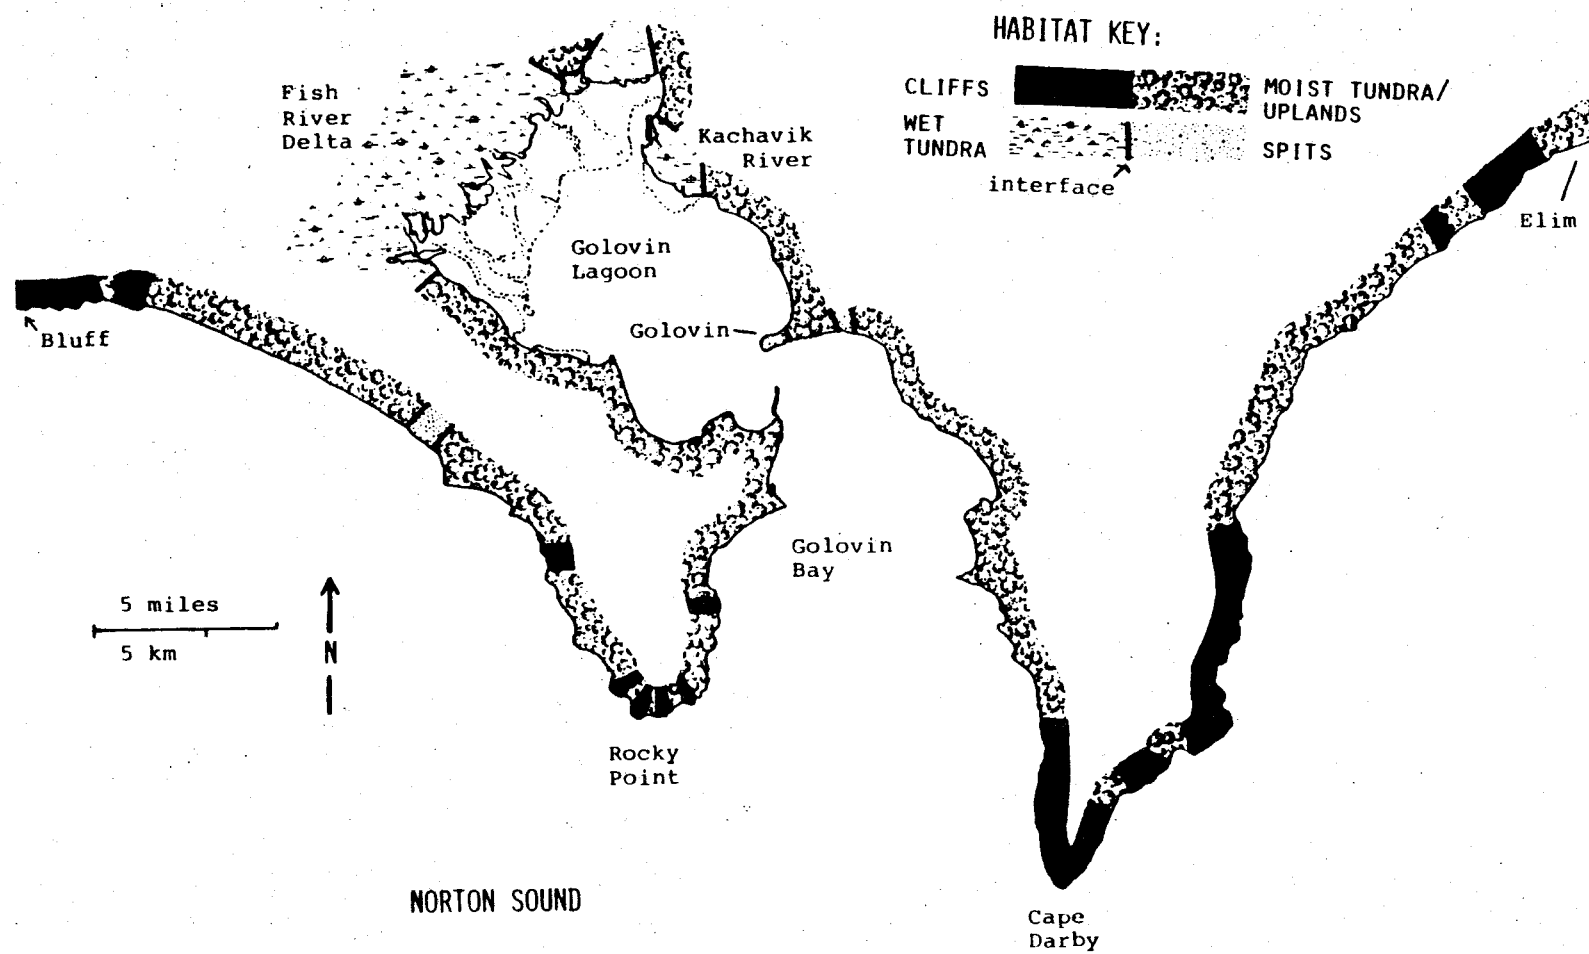 HABITAT KEY:
CLIFFS
MOIST TUNDRA/
UPLANDS
WET
TUNDRA
SPITS
interface
Fish
River
Delta
Kachavik
River
Elim
Golovin
Lagoon
Golovin
Bluff
Golovin
Bay
5 miles
5 km
N
Rocky
Point
NORTON SOUND
Cape
Darby